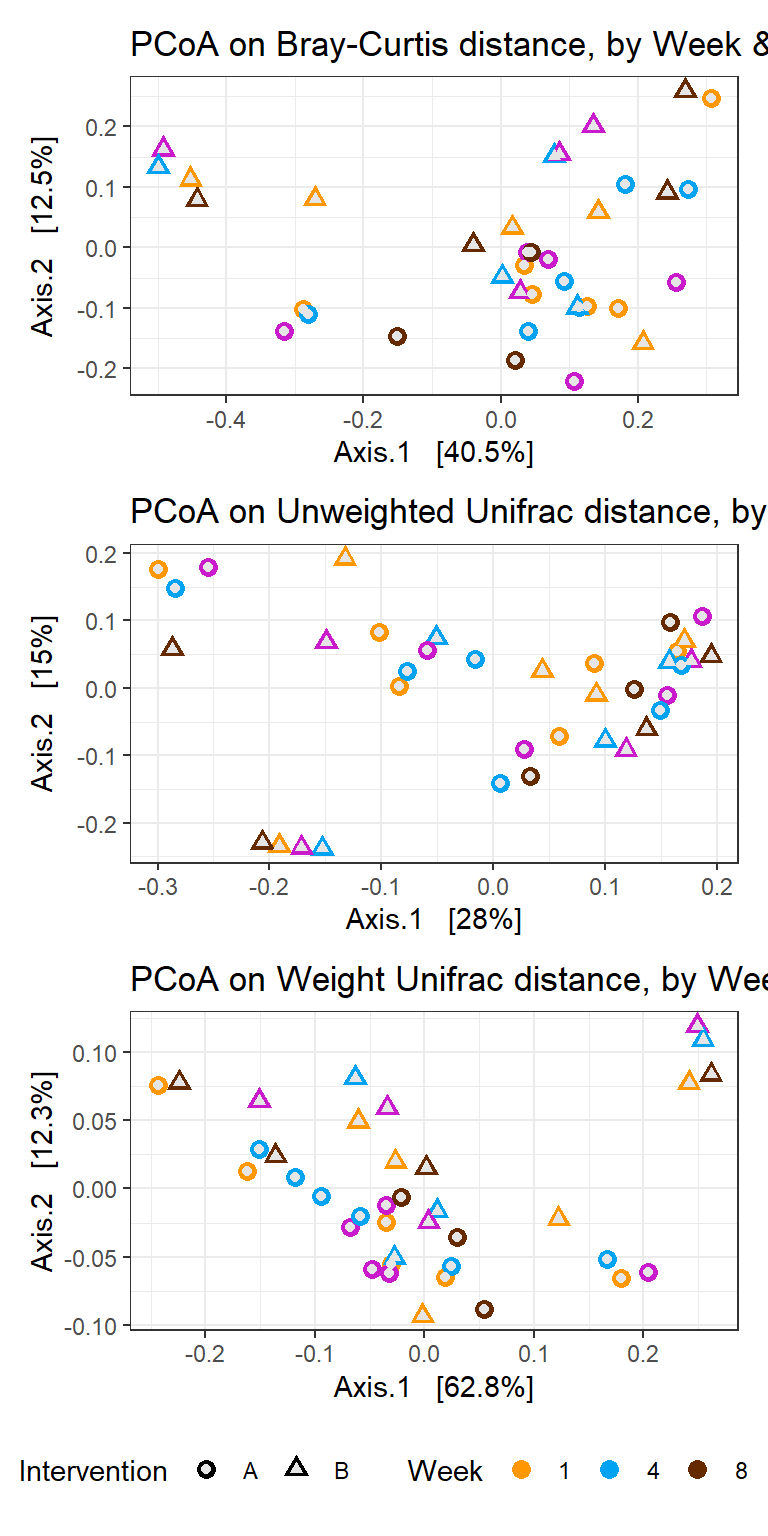 PCoA on Bray-Curtis distance, by Week &
0.2
0.1
0.0
-0.1
-0.2
Axis.2 [12.5%]
-0.4 -0.2 0.0 0.2
Axis.1 [40.5%]
PCoA on Unweighted Unifrac distance, by
0.2
0.1
0.0
-0.1
-0.2
Axis.2 [15%]
-0.3 -0.2 -0.1 0.0 0.1 0.2
Axis.1 [28%]
PCoA on Weight Unifrac distance, by Wee
0.10
0.05
0.00
-0.05
-0.10
Axis.2 [12.3%]
-0.2 -0.1 0.0 0.1 0.2
Axis.1 [62.8%]
Intervention A B Week 1 4 8